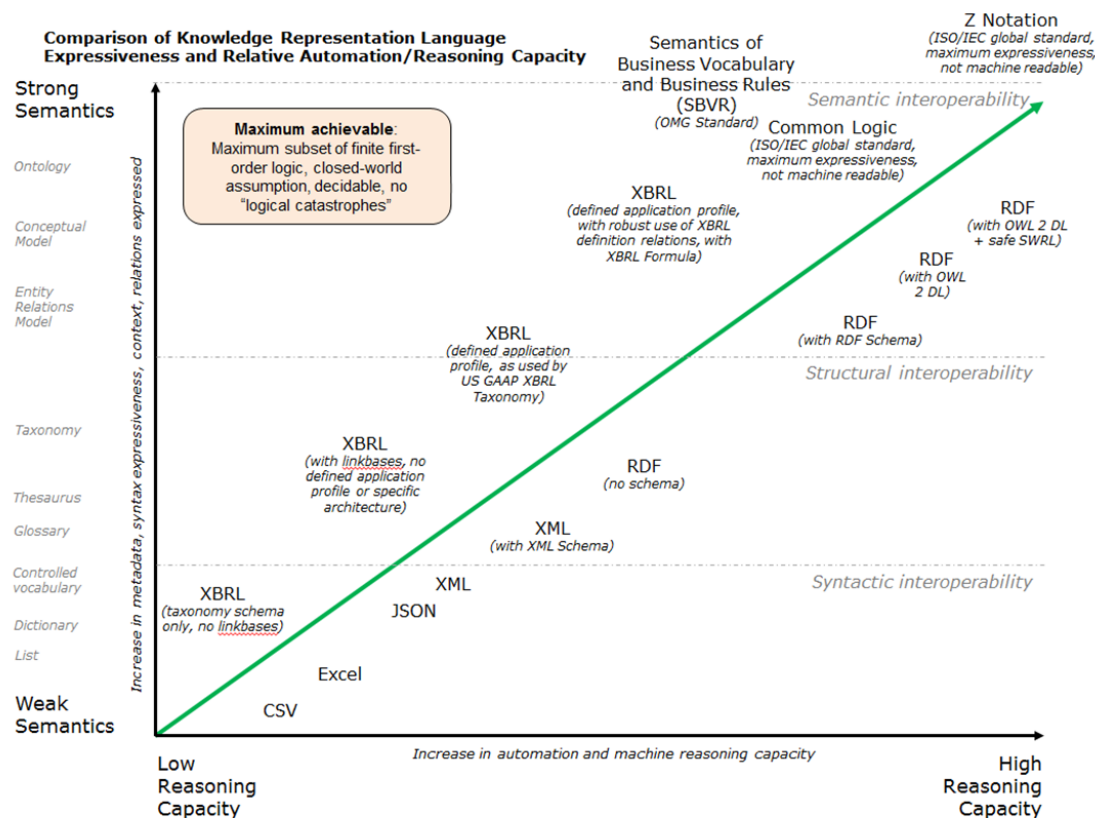 Comparison of Knowledge Representation Language
Expressiveness and Relative Automation/Reasoning Capacity
Z Notation
(ISO/IEC global standard,
maximum expressiveness,
not machine readable)
Semantics of
Business Vocabulary
and Business Rules
(SBVR)
(OMG Standard)
Strong
Semantics
Semantic interoperability
Maximum achievable:
Maximum subset of finite first-
order logic, closed-world
assumption, decidable, no
“logical catastrophes”
Common Logic
(ISO/IEC global standard,
maximum expressiveness,
not machine readable)
Ontology
XBRL
(defined application profile,
with robust use of XBRL
definition relations, with
XBRL Formula)
RDF
(with OWL 2 DL
+ safe SWRL)
Conceptual
Model
RDF
(with OWL
2 DL)
Entity
Relations
Model
RDF
(with RDF Schema)
XBRL
(defined application
profile, as used by
US GAAP XBRL
Taxonomy)
Structural interoperability
Taxonomy
XBRL
(with linkbases, no
defined application
profile or specific
architecture)
RDF
(no schema)
Thesaurus
Glossary
XML
(with XML Schema)
Controlled
vocabulary
Syntactic interoperability
XBRL
(taxonomy schema
only, no linkbases)
XML
JSON
Dictionary
List
Excel
CSV
Weak
Semantics
Increase in metadata, syntax expressiveness, context, relations expressed
Increase in automation and machine reasoning capacity
Low
Reasoning
Capacity
High
Reasoning
Capacity